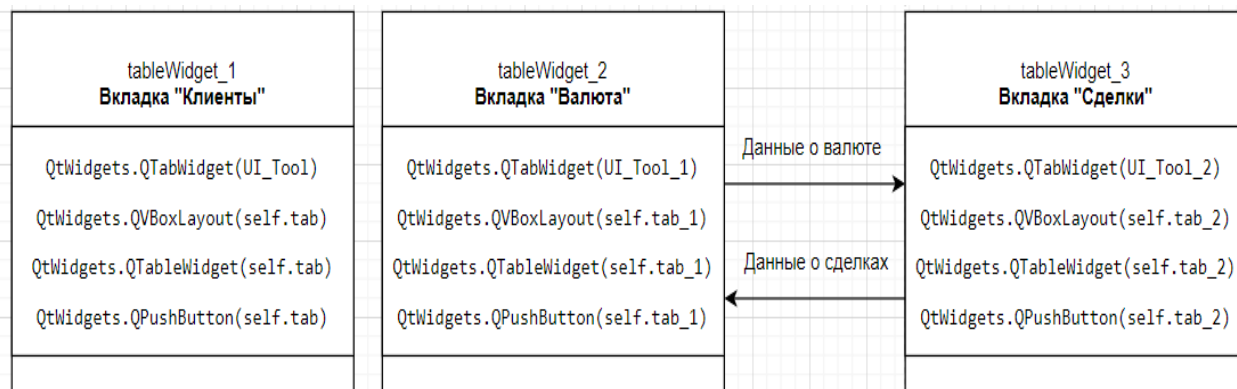 tableWidget_1
Вкладка "Клиенты"
QtWidgets.QTabWidget(UI_Tool)
QtWidgets.QVBoxLayout(self.tab)
QtWidgets.QTableWidget(self.tab)
QtWidgets.QPushButton(self.tab)
tableWidget_2
Вкладка "Валюта"
QtWidgets.QTabWidget(UI_Tool_1)
QtWidgets.QVBoxLayout(self.tab_1)
QtWidgets.QTableWidget(self.tab_1)
QtWidgets.QPushButton(self.tab_1)
Данные о валюте
Данные о сделках
tableWidget_3
Вкладка "Сделки"
QtWidgets.QTabWidget(UI_Tool_2)
QtWidgets.QVBoxLayout(self.tab_2)
QtWidgets.QTableWidget(self.tab_2)
QtWidgets.QPushButton(self.tab_2)